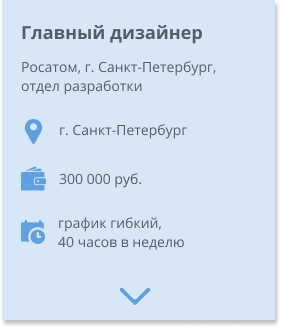 Главный дизайнер
Росатом, г. Санкт-Петербург,
отдел разработки
г. Санкт-Петербург
300 000 руб.
график гибкий,
40 часов в неделю